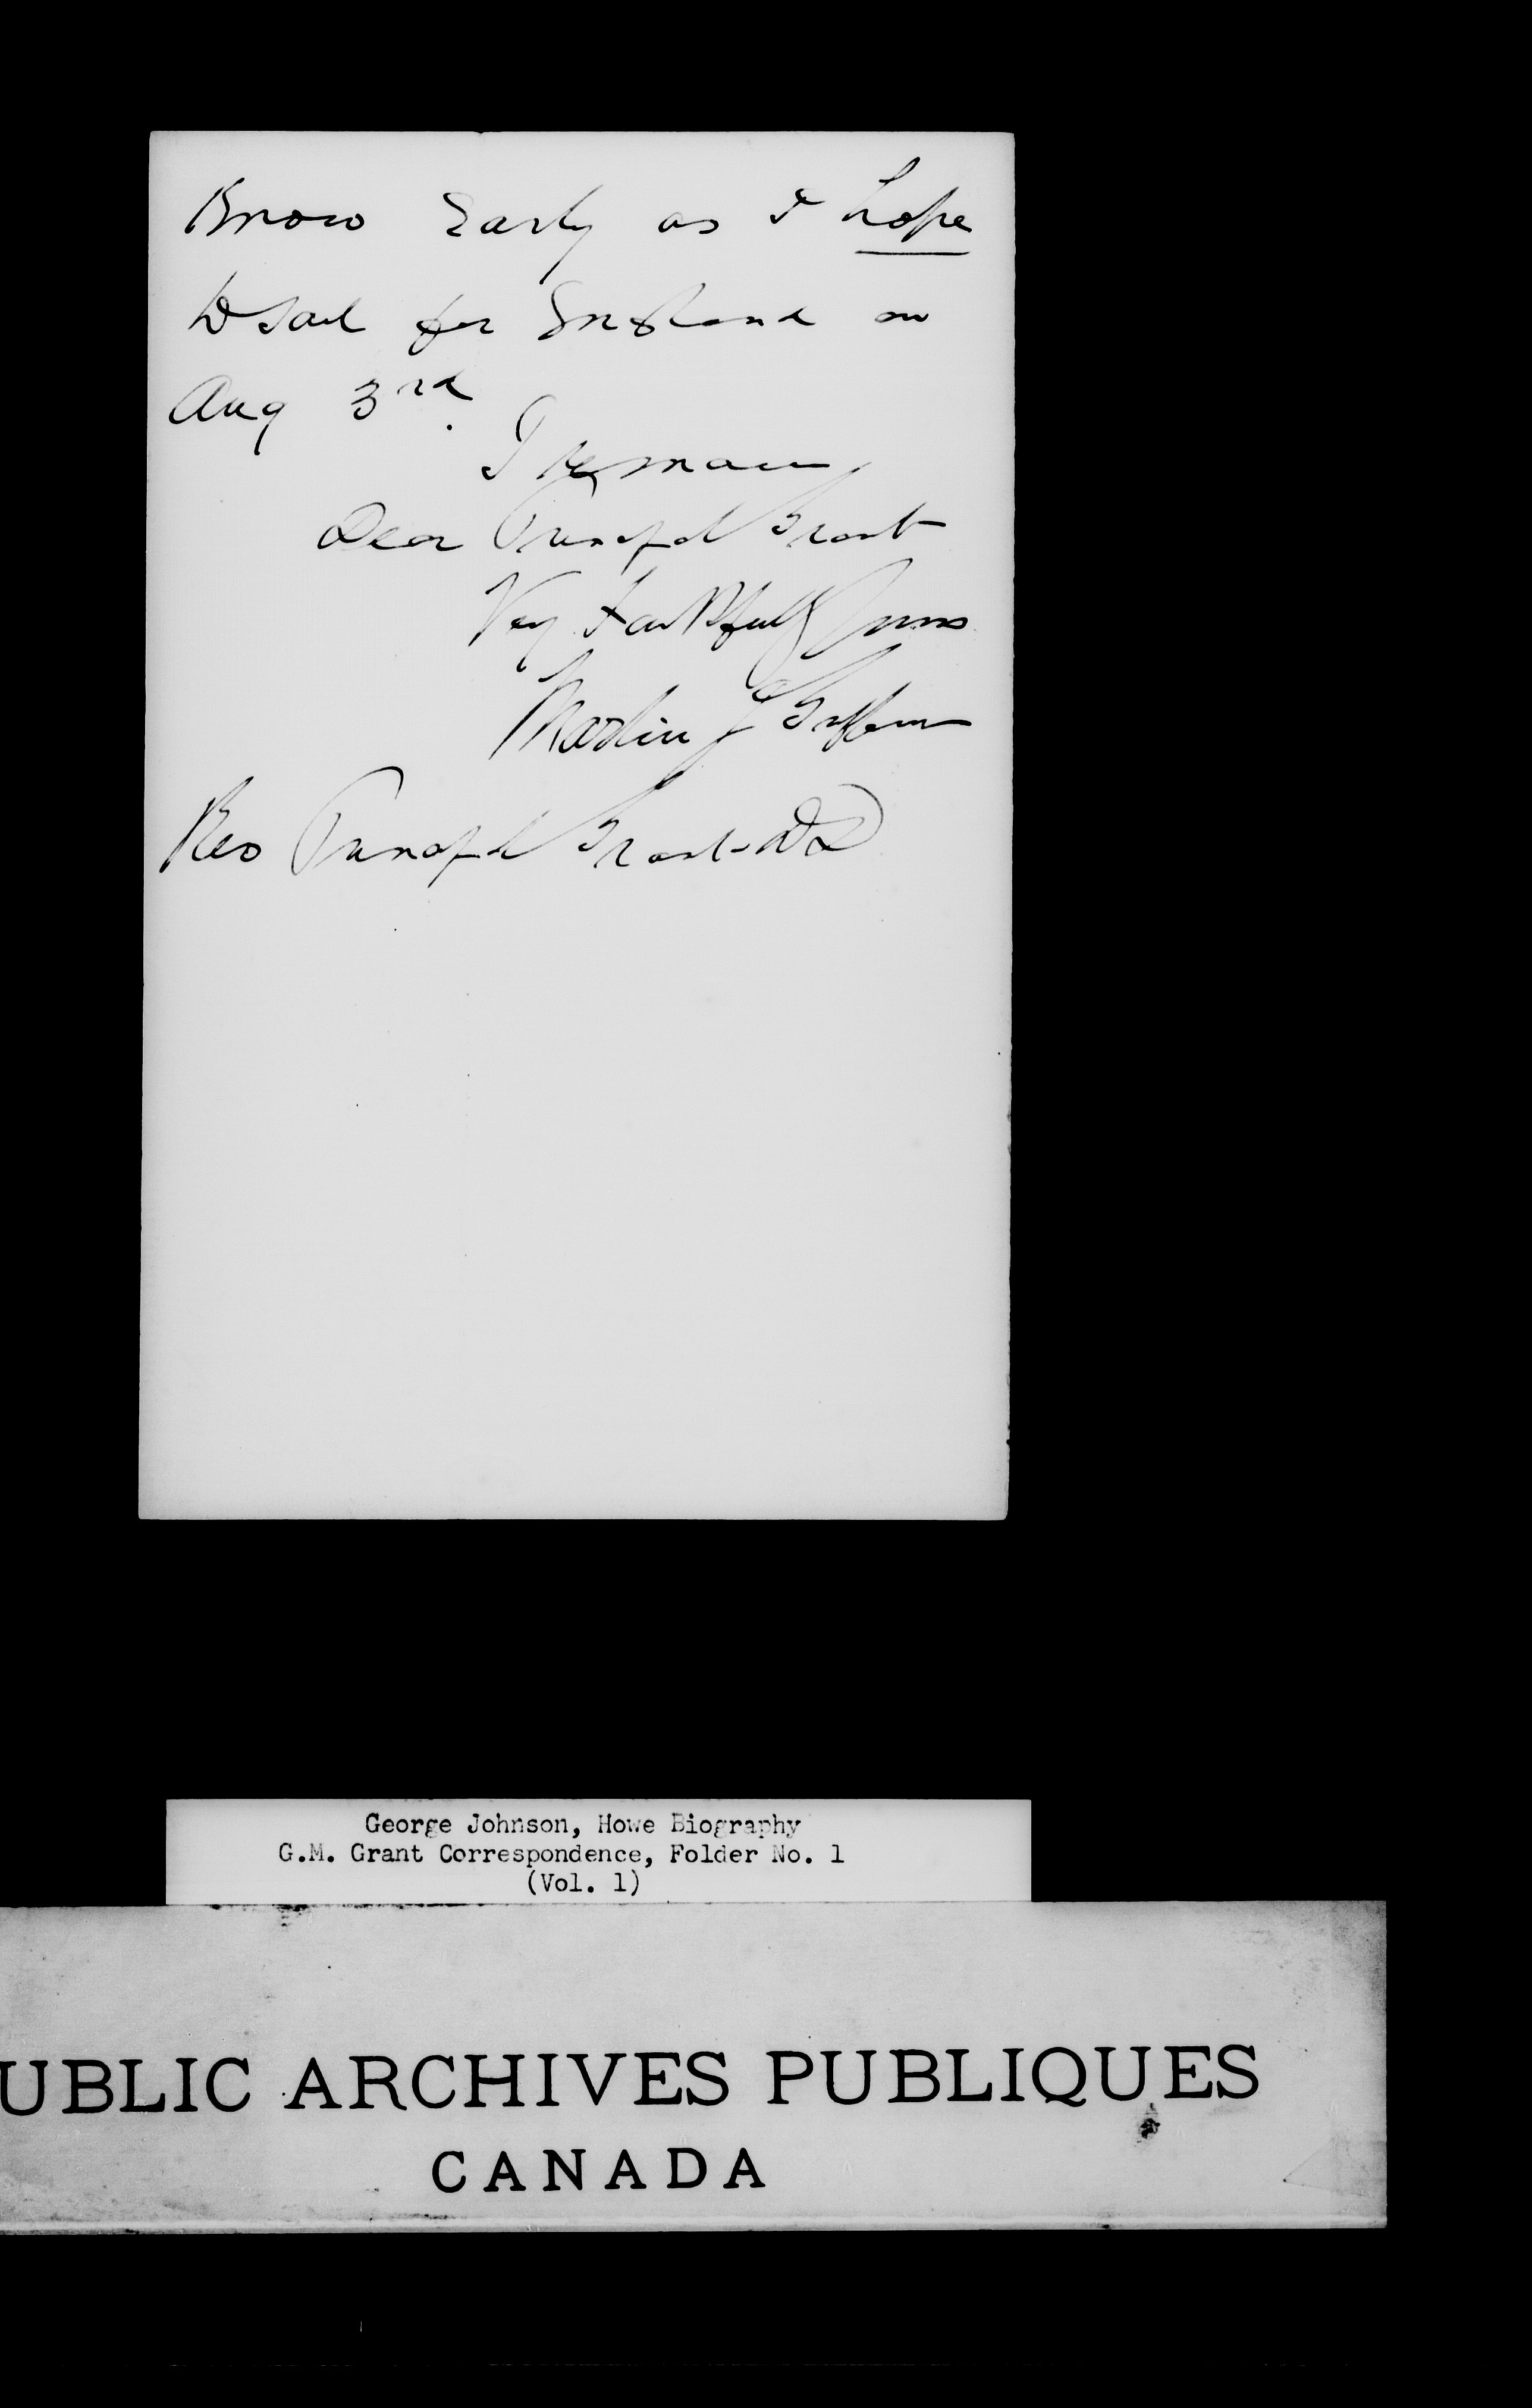 Know Early as I hope
to sail for England on
Aug 3rd.
I remain
Dear Principal Grant
Very Faithfully Yours
Martin J Griffin
Rev Principal Grant DD
George Johnson, Howe Biography
G.M. Grant Correspondence, Folder No. 1
(Vol. 1)
UBLIC ARCHIVES PUBLIQUES
CANADA